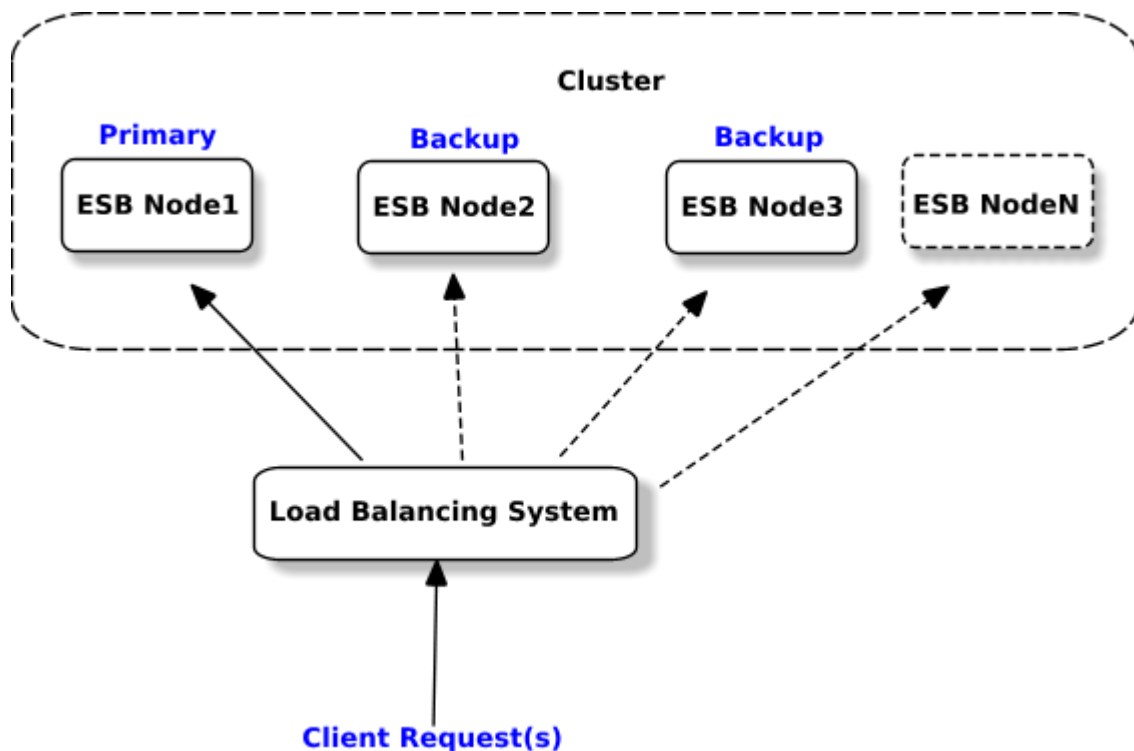 Cluster
Primary
Backup
Backup
ESB Node1
ESB Node2
ESB Node3
ESB NodeN
Load Balancing System
Client Request(s)